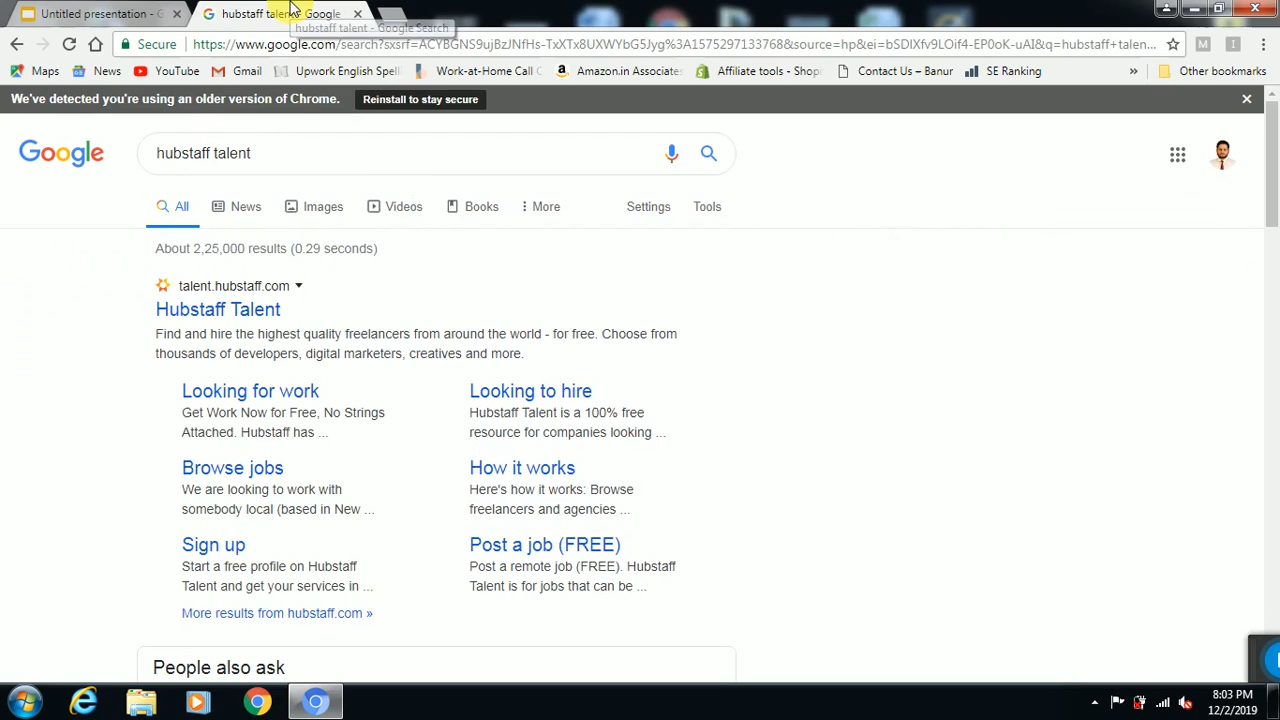 Untitled presentation - G
hubstaff talent - Google
hubstaff talent - Google Search
Secure
https://www.google.com/search?sxsrf=ACYBGNS9ujBzJNfHs-TxXTx8UXWYbG5Jyg%3A1575297133768&source=hp&ei=bSDlXfv9LOif4-EP0oK-uAI&q=hubstaff+talen...
Maps
News
YouTube
Gmail
Upwork English Spell
Work-at-Home Call C
Amazon.in Associate
Affiliate tools - Shop
Contact Us – Banur
SE Ranking
»
Other bookmarks
We've detected you're using an older version of Chrome.
Reinstall to stay secure
Google
hubstaff talent
All
News
Images
Videos
Books
More
Settings
Tools
About 2,25,000 results (0.29 seconds)
talent.hubstaff.com
Hubstaff Talent
Find and hire the highest quality freelancers from around the world - for free. Choose from
thousands of developers, digital marketers, creatives and more.
Looking for work
Get Work Now for Free, No Strings
Attached. Hubstaff has ...
Looking to hire
Hubstaff Talent is a 100% free
resource for companies looking ...
Browse jobs
We are looking to work with
somebody local (based in New ...
How it works
Here's how it works: Browse
freelancers and agencies ...
Sign up
Start a free profile on Hubstaff
Talent and get your services in ...
Post a job (FREE)
Post a remote job (FREE). Hubstaff
Talent is for jobs that can be ...
More results from hubstaff.com »
People also ask
8:03 PM
12/2/2019